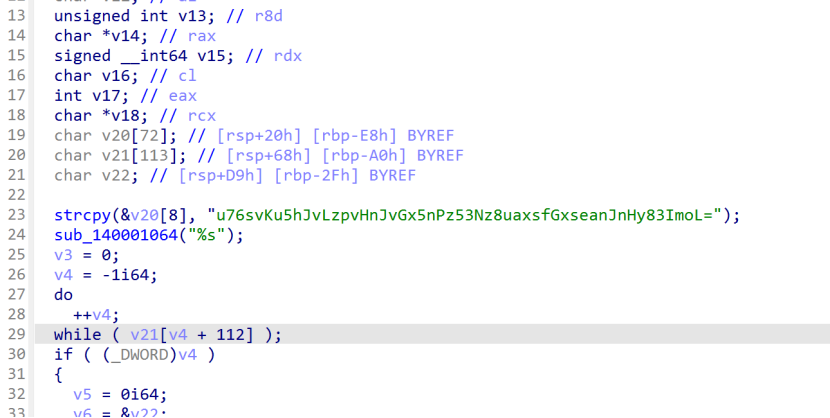 13 unsigned int v13; // r8d
14 char *v14; // rax
15 signed __int64 v15; // rdx
16 char v16; // cl
17 int v17; // eax
18 char *v18; // rcx
19 char v20[72]; // [rsp+20h] [rbp-E8h] BYREF
20 char v21[113]; // [rsp+68h] [rbp-A0h] BYREF
21 char v22; // [rsp+D9h] [rbp-2Fh] BYREF
22
23 strcpy(&v20[8], "u76svKu5hJvLzpvHnJvGx5nPz53Nz8uaxsfGxseanJnHy83ImoL=");
24 sub_140001064("%s");
25 v3 = 0;
26 v4 = -1i64;
27 do
28 ++v4;
29 while ( v21[v4 + 112] );
30 if ( (_DWORD)v4 )
31 {
32 v5 = 0i64;
33 v6 = &v22;